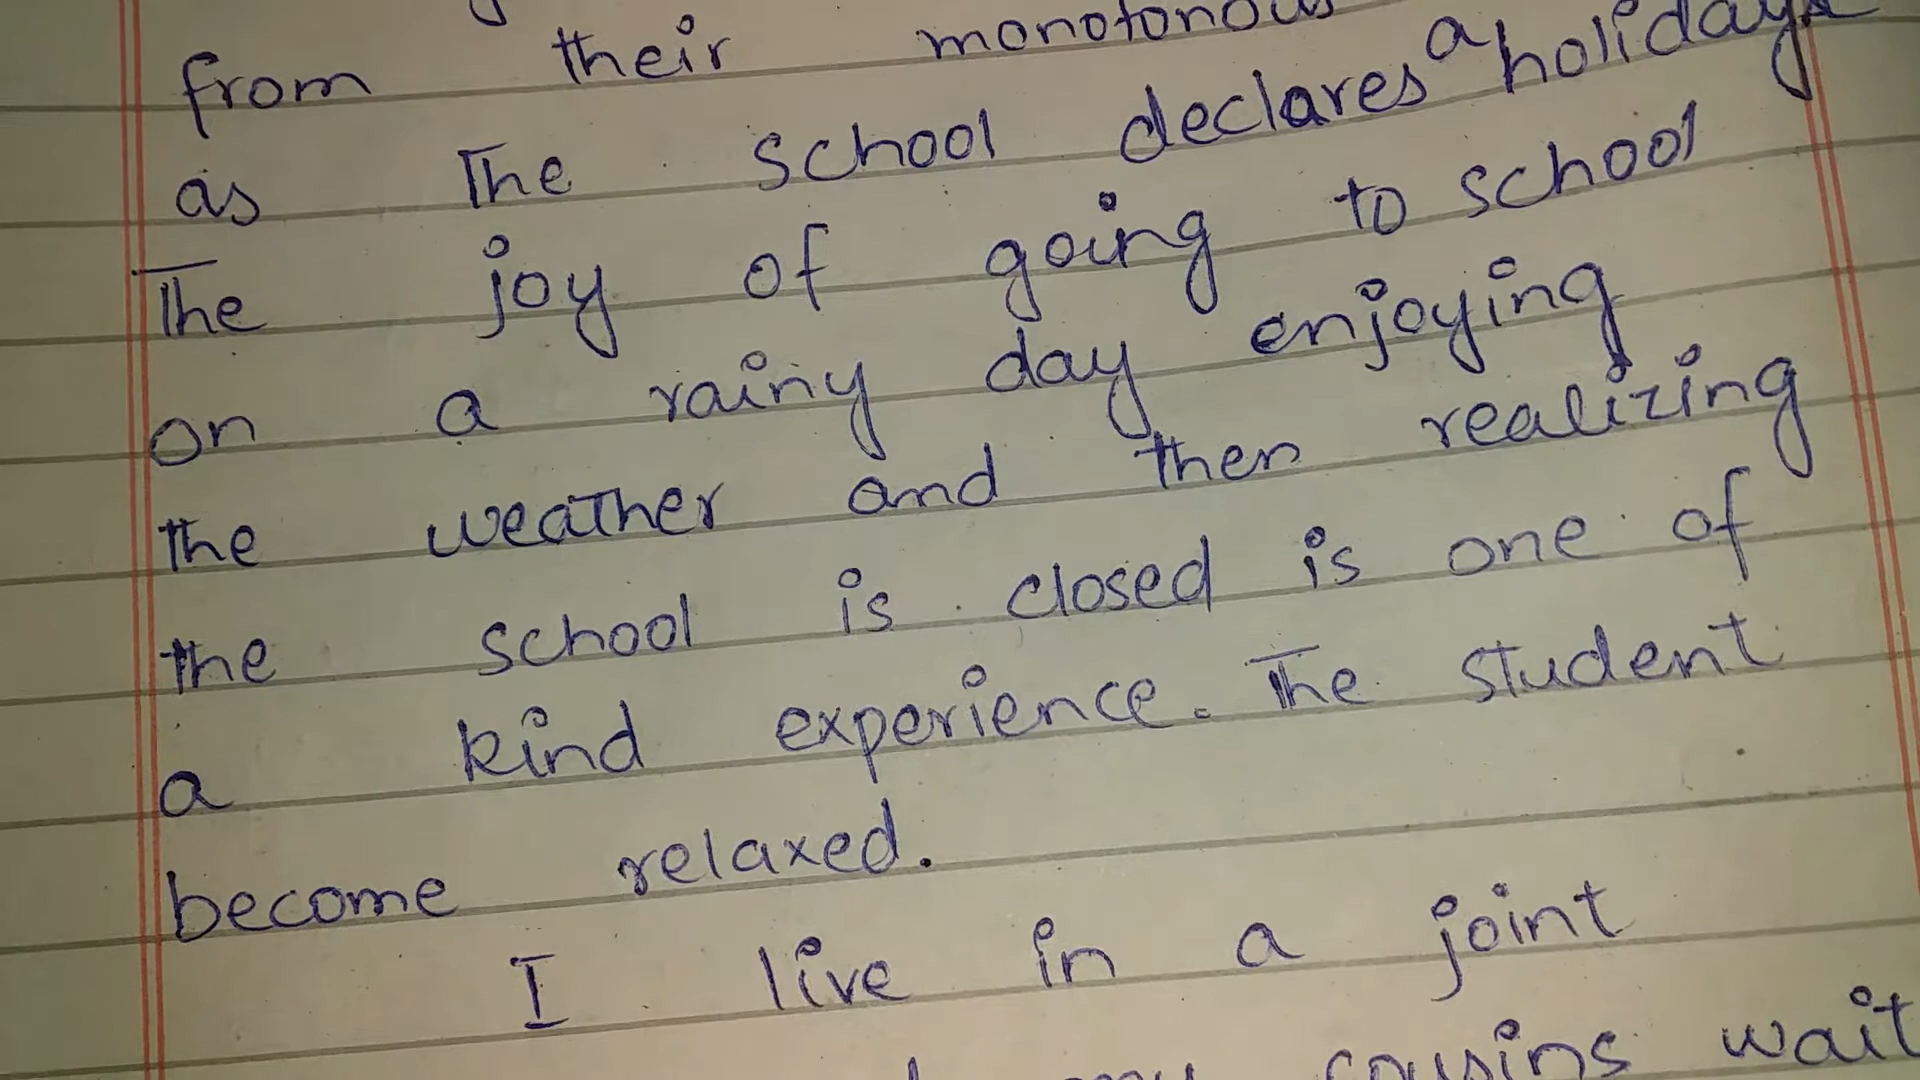 from their monotonous
as The school declares a holiday
The joy of going to school
on a rainy day enjoying
the weather and then realizing
the school is closed is one of
a kind experience. The student
become relaxed.
I live in a joint
my cousins wait